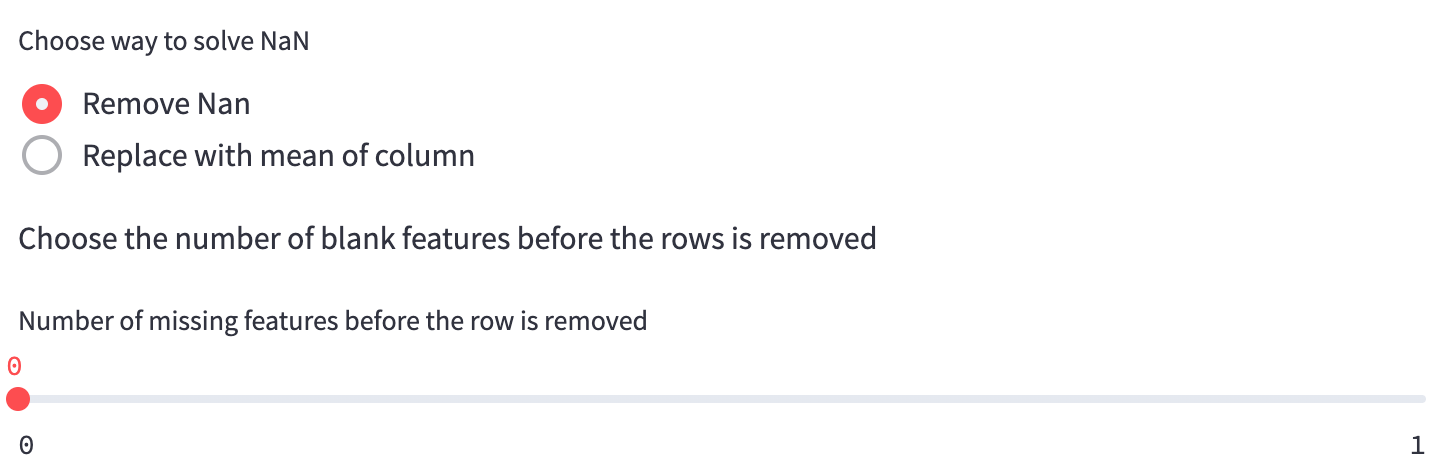 Choose way to solve NaN
Remove Nan
Replace with mean of column
Choose the number of blank features before the rows is removed
Number of missing features before the row is removed
0
0 1